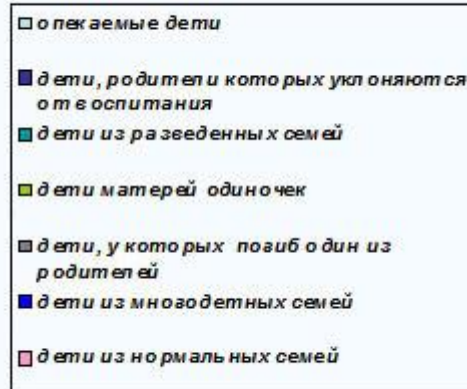 опекаемые дети
дети, родители которых уклоняются
от воспитания
дети из разведенных семей
дети матерей одиночек
дети, у которых погиб один из
родителей
дети из многодетных семей
дети из нормальных семей